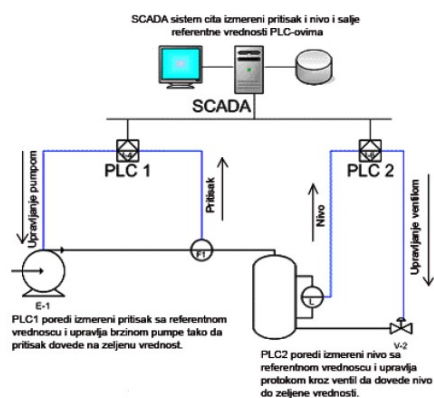 SCADA sistem cita izmereni pritisak i nivo i salje
referentne vrednosti PLC-ovima
SCADA
PLC 1
PLC 2
Upravljanje pumpom
Pritisak
Nivo
Upravljanje ventilom
F1
L
E-1
V-2
PLC1 poredi izmereni pritisak sa referentnom
vrednoscu i upravlja brzinom pumpe tako da
pritisak dovede na zeljenu vrednost.
PLC2 poredi izmereni nivo sa
referentnom vrednoscu i upravlja
protokom kroz ventil da dovede nivo
do zeljene vrednosti.